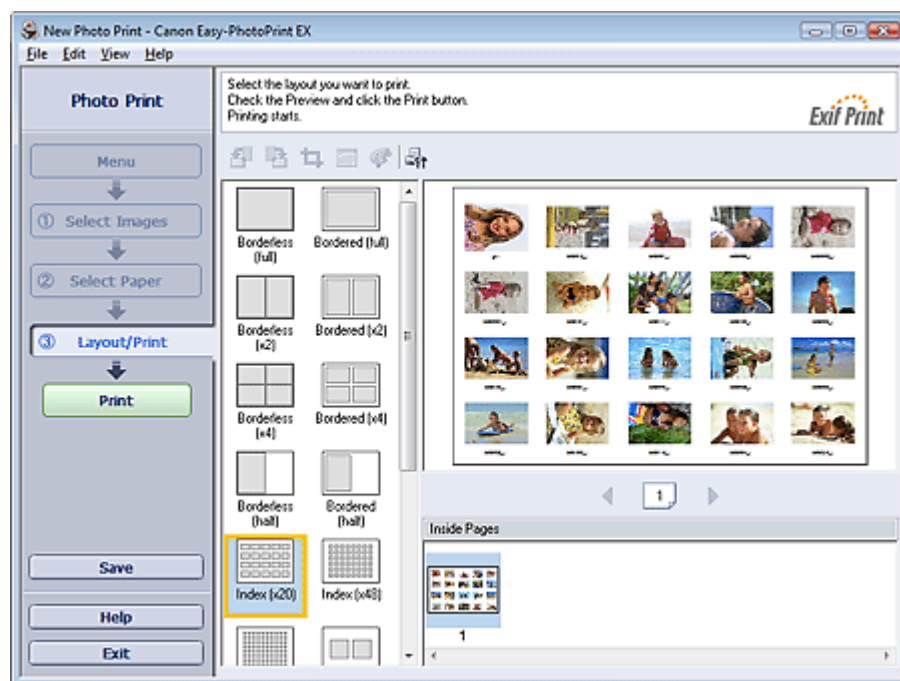 New Photo Print - Canon Easy-PhotoPrint EX
File Edit View Help
Photo Print
Select the layout you want to print.
Check the Preview and click the Print button.
Printing starts.
Exif Print
Menu
① Select Images
② Select Paper
③ Layout/Print
Print
Save
Help
Exit
Borderless (full)
Bordered (full)
Borderless (x2)
Bordered (x2)
Borderless (x4)
Bordered (x4)
Borderless (half)
Bordered (half)
Index (x20)
Index (x48)
1
Inside Pages
1